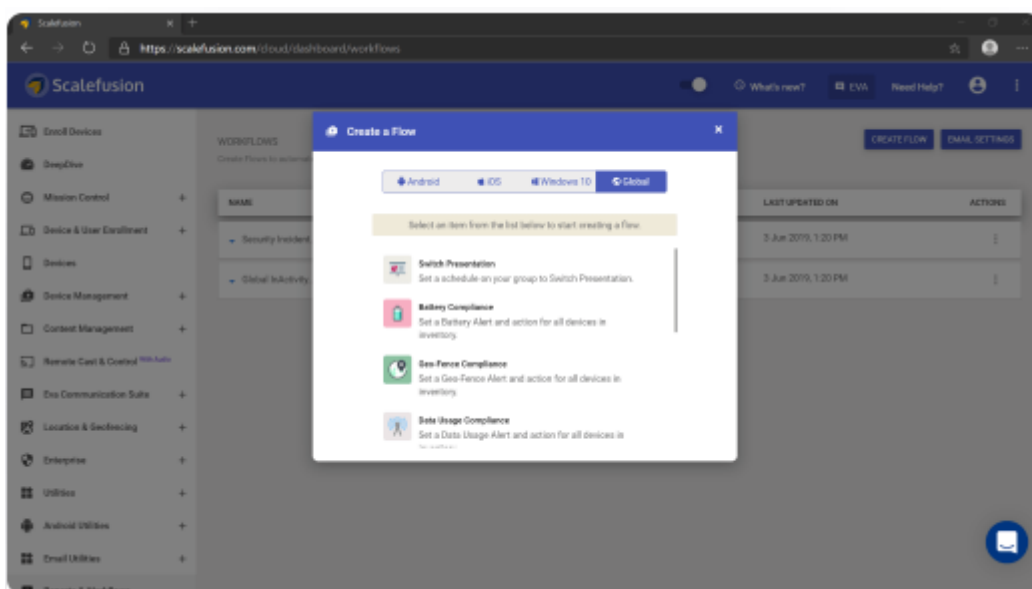 Scalefusion
https://scalefusion.com/cloud/dashboard/workflows
Scalefusion
What's new?
EVA
Need Help?
Enroll Devices
DeepDive
Mission Control
Device & User Enrollment
Devices
Device Management
Content Management
Remote Cast & Control
Eva Communication Suite
Location & Geofencing
Enterprise
Utilities
Android Utilities
Email Utilities
WORKFLOWS
Create Flows to automat
CREATE FLOW
EMAIL SETTINGS
NAME
LAST UPDATED ON
ACTIONS
Security Incident
3 Jun 2019, 1:20 PM
Global InActivity
3 Jun 2019, 1:20 PM
Create a Flow
Android
iOS
Windows 10
Global
Select an item from the list below to start creating a flow.
Switch Presentation
Set a schedule on your group to Switch Presentation.
Battery Compliance
Set a Battery Alert and action for all devices in
inventory.
Geo-Fence Compliance
Set a Geo-Fence Alert and action for all devices in
inventory.
Data Usage Compliance
Set a Data Usage Alert and action for all devices in